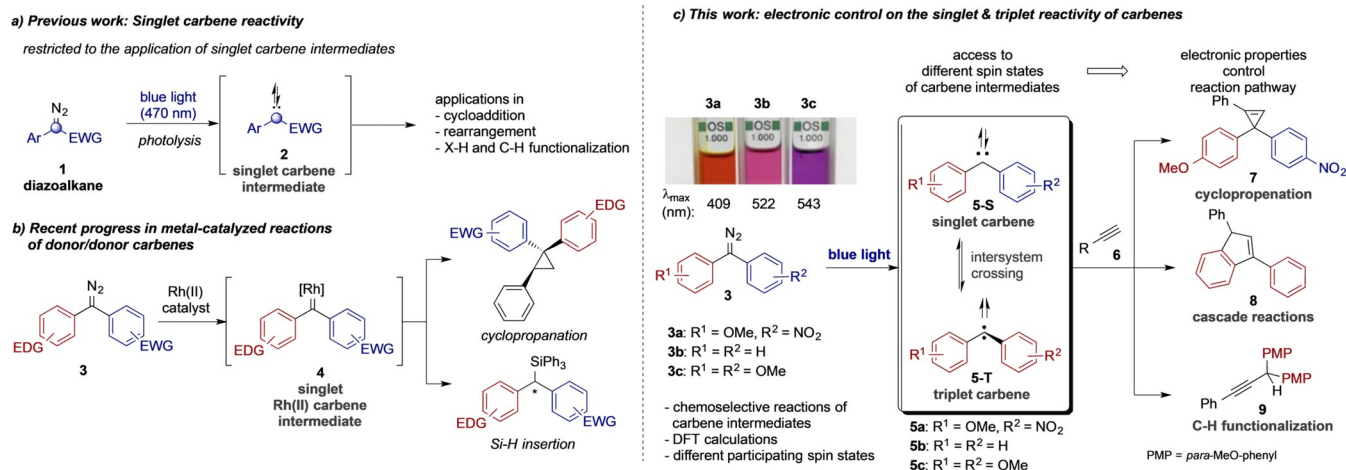 a) Previous work: Singlet carbene reactivity
restricted to the application of singlet carbene intermediates
N2
Ar
EWG
1
diazoalkane
blue light
(470 nm)
photolysis
Ar
EWG
2
singlet carbene
intermediate
applications in
- cycloaddition
- rearrangement
- X-H and C-H functionalization
b) Recent progress in metal-catalyzed reactions
of donor/donor carbenes
N2
EDG
EWG
3
Rh(II)
catalyst
[Rh]
EDG
EWG
4
singlet
Rh(II) carbene
intermediate
EWG
EDG
cyclopropanation
SiPh3
*
EDG
EWG
Si-H insertion
c) This work: electronic control on the singlet & triplet reactivity of carbenes
3a 3b 3c
OS OS OS
1.000 1.000 1.000
λmax
(nm):
409 522 543
N2
R1
R2
3
3a: R1 = OMe, R2 = NO2
3b: R1 = R2 = H
3c: R1 = R2 = OMe
- chemoselective reactions of
carbene intermediates
- DFT calculations
- different participating spin states
blue light
access to
different spin states
of carbene intermediates
R1
R2
5-S
singlet carbene
intersystem
crossing
R1
R2
5-T
triplet carbene
5a: R1 = OMe, R2 = NO2
5b: R1 = R2 = H
5c: R1 = R2 = OMe
R
6
electronic properties
control
reaction pathway
Ph
MeO
NO2
7
cyclopropenation
Ph
8
cascade reactions
PMP
PMP
H
Ph
9
C-H functionalization
PMP = para-MeO-phenyl